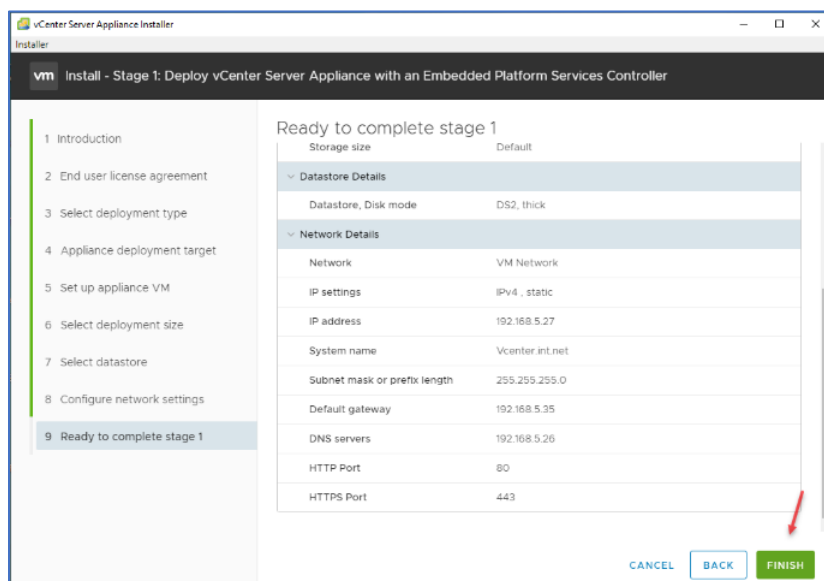 vCenter Server Appliance Installer
Installer
vm Install - Stage 1: Deploy vCenter Server Appliance with an Embedded Platform Services Controller
1 Introduction
2 End user license agreement
3 Select deployment type
4 Appliance deployment target
5 Set up appliance VM
6 Select deployment size
7 Select datastore
8 Configure network settings
9 Ready to complete stage 1
Ready to complete stage 1
Storage size Default
Datastore Details
Datastore, Disk mode DS2, thick
Network Details
Network VM Network
IP settings IPv4 , static
IP address 192.168.5.27
System name Vcenter.int.net
Subnet mask or prefix length 255.255.255.0
Default gateway 192.168.5.35
DNS servers 192.168.5.26
HTTP Port 80
HTTPS Port 443
CANCEL BACK FINISH